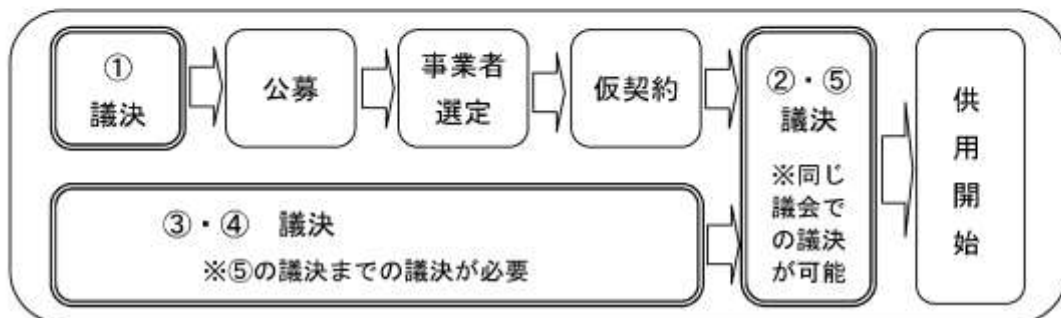 ①
議決
公募
事業者
選定
仮契約
②・⑤
議決
※同じ
議会で
の議決
が可能
供
用
開
始
③・④　議決
※⑤の議決までの議決が必要